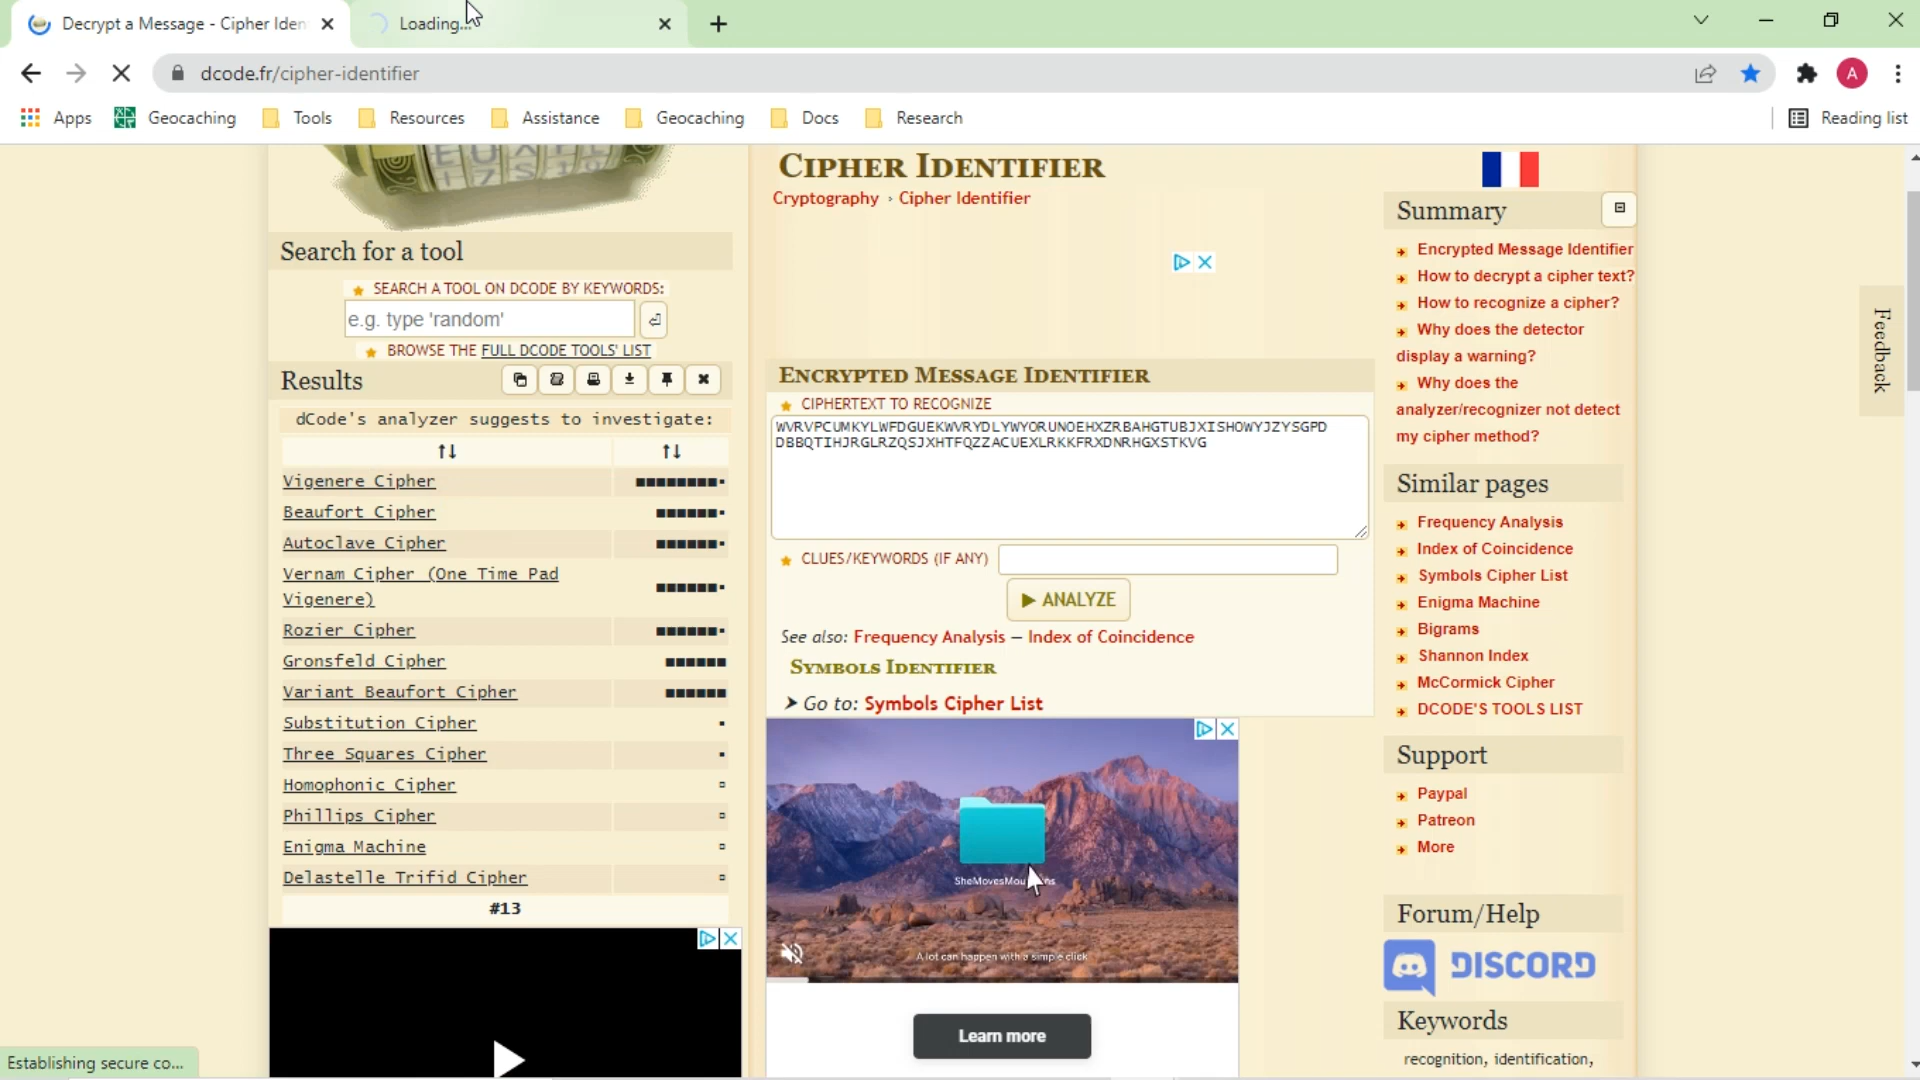 Decrypt a Message - Cipher Iden
Loading...
dcode.fr/cipher-identifier
A
Apps
Geocaching
Tools
Resources
Assistance
Geocaching
Docs
Research
Reading list
Search for a tool
SEARCH A TOOL ON DCODE BY KEYWORDS:
e.g. type 'random'
BROWSE THE FULL DCODE TOOLS' LIST
Results
dCode's analyzer suggests to investigate:
Vigenere Cipher
Beaufort Cipher
Autoclave Cipher
Vernam Cipher (One Time Pad
Vigenere)
Rozier Cipher
Gronsfeld Cipher
Variant Beaufort Cipher
Substitution Cipher
Three Squares Cipher
Homophonic Cipher
Phillips Cipher
Enigma Machine
Delastelle Trifid Cipher
#13
CIPHER IDENTIFIER
Cryptography › Cipher Identifier
ENCRYPTED MESSAGE IDENTIFIER
CIPHERTEXT TO RECOGNIZE
WVRVPCUMKYLWFDGUEKWVRYDLYWYORUNOEHXZRBAHGTUBJXISHOWYJZYSGPD
DBBQTIHJRGLRZQSJXHTFQZZACUEXLRKKFRXDNRHGXSTKVG
CLUES/KEYWORDS (IF ANY)
▶ ANALYZE
See also: Frequency Analysis — Index of Coincidence
SYMBOLS IDENTIFIER
➤ Go to: Symbols Cipher List
A lot can happen with a simple click
Learn more
Summary
Encrypted Message Identifier
How to decrypt a cipher text?
How to recognize a cipher?
Why does the detector
display a warning?
Why does the
analyzer/recognizer not detect
my cipher method?
Similar pages
Frequency Analysis
Index of Coincidence
Symbols Cipher List
Enigma Machine
Bigrams
Shannon Index
McCormick Cipher
DCODE'S TOOLS LIST
Support
Paypal
Patreon
More
Forum/Help
DISCORD
Keywords
recognition, identification,
Feedback
Establishing secure co...